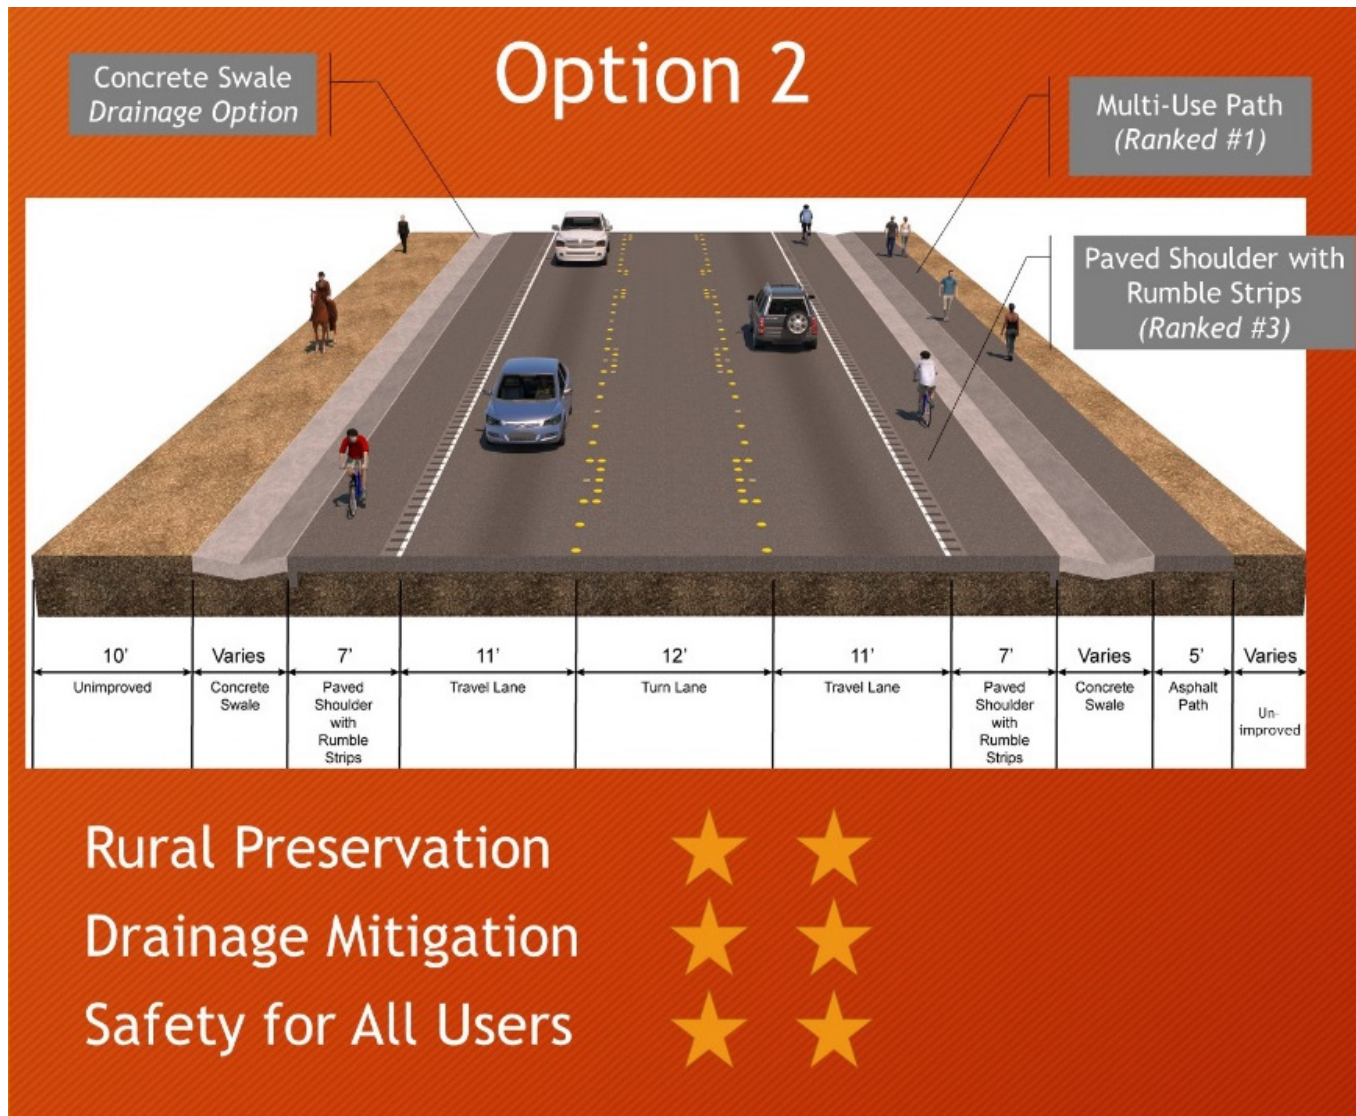 Option 2
Concrete Swale
Drainage Option
Multi-Use Path
(Ranked #1)
Paved Shoulder with
Rumble Strips
(Ranked #3)
10’
Unimproved
Varies
Concrete
Swale
7’
Paved
Shoulder
with
Rumble
Strips
11’
Travel Lane
12’
Turn Lane
11’
Travel Lane
7’
Paved
Shoulder
with
Rumble
Strips
Varies
Concrete
Swale
5’
Asphalt
Path
Varies
Un-
improved
Rural Preservation
Drainage Mitigation
Safety for All Users